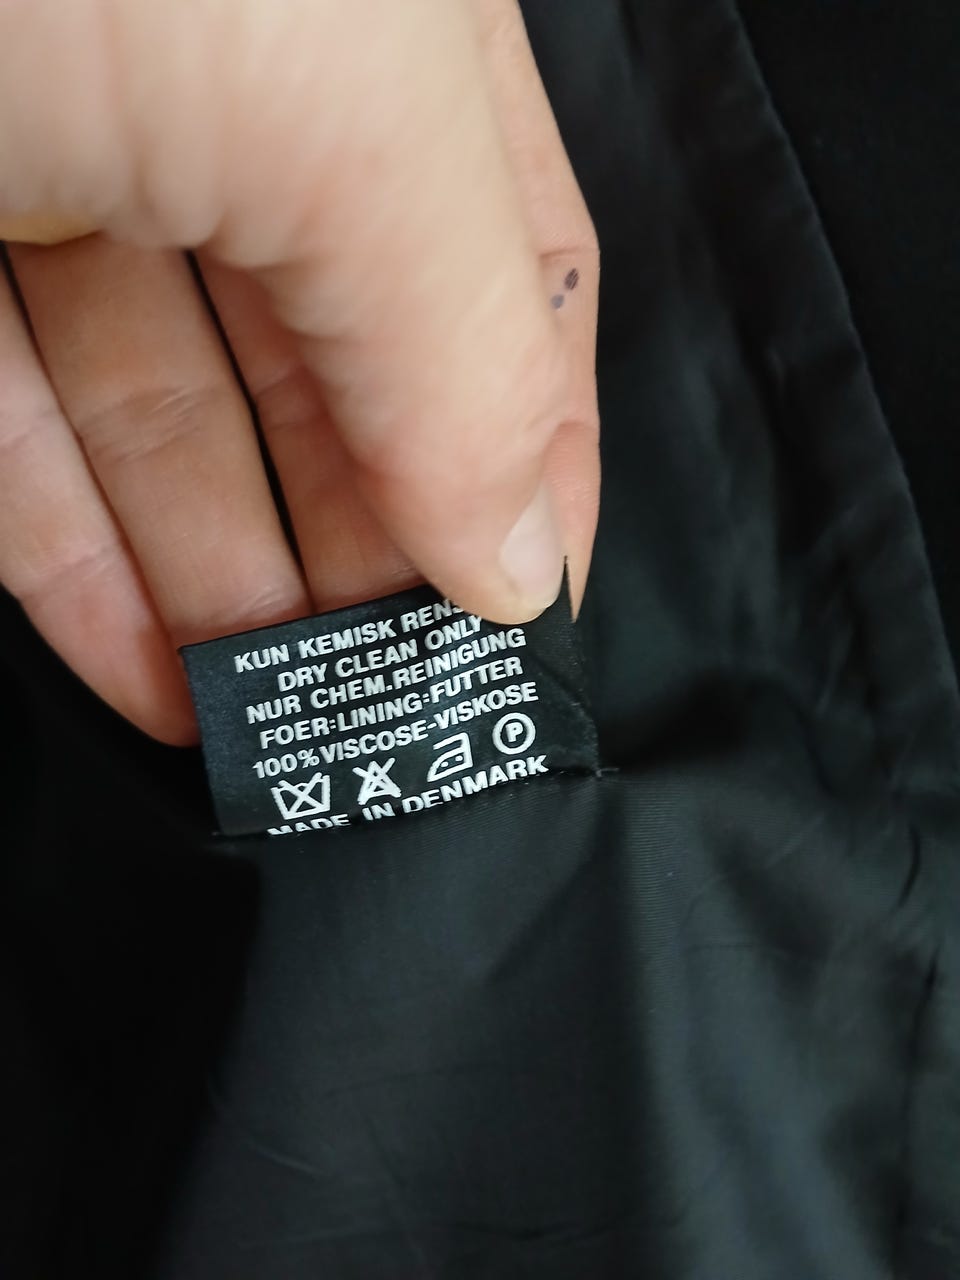 KUN KEMISK
DRY CLEAN ONLY
NUR CHEM.REINIGUNG
FOER:LINING:FUTTER
100% VISCOSE-VISKOSE
P
MADE IN DENMARK